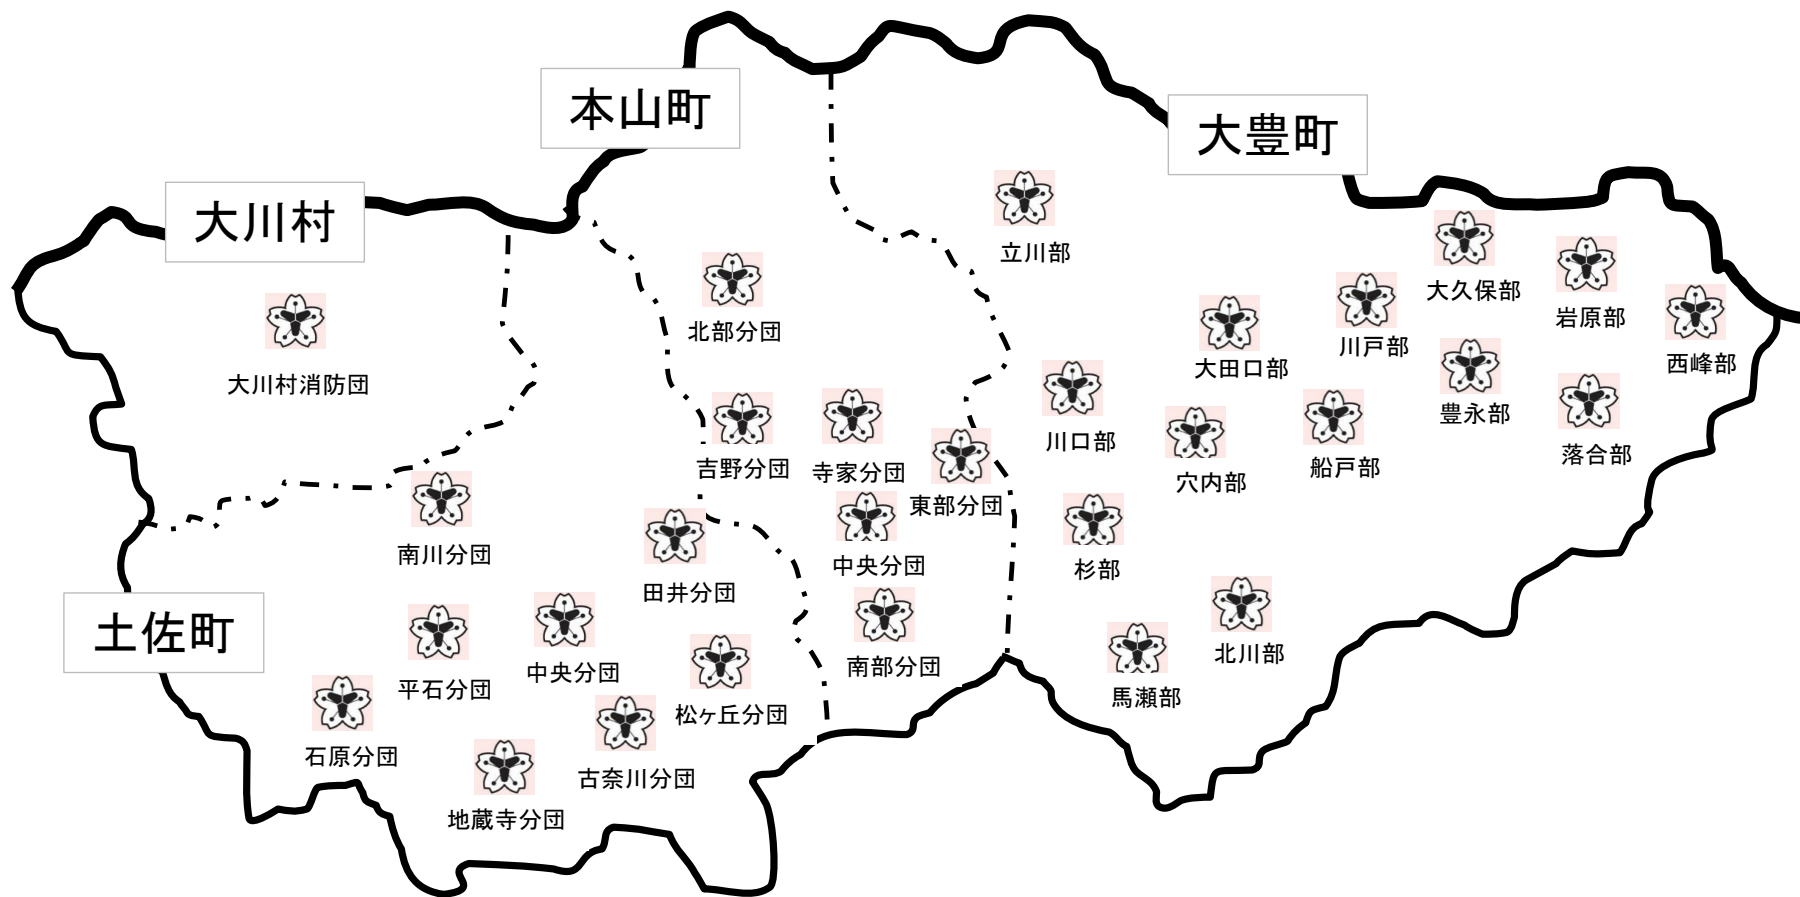 本山町
大豊町
大川村
立川部
大久保部
岩原部
北部分団
川戸部
西峰部
大田口部
大川村消防団
豊永部
川口部
落合部
吉野分団
寺家分団
船戸部
穴内部
東部分団
南川分団
中央分団
杉部
田井分団
土佐町
北川部
南部分団
中央分団
平石分団
馬瀬部
松ヶ丘分団
石原分団
古奈川分団
地蔵寺分団